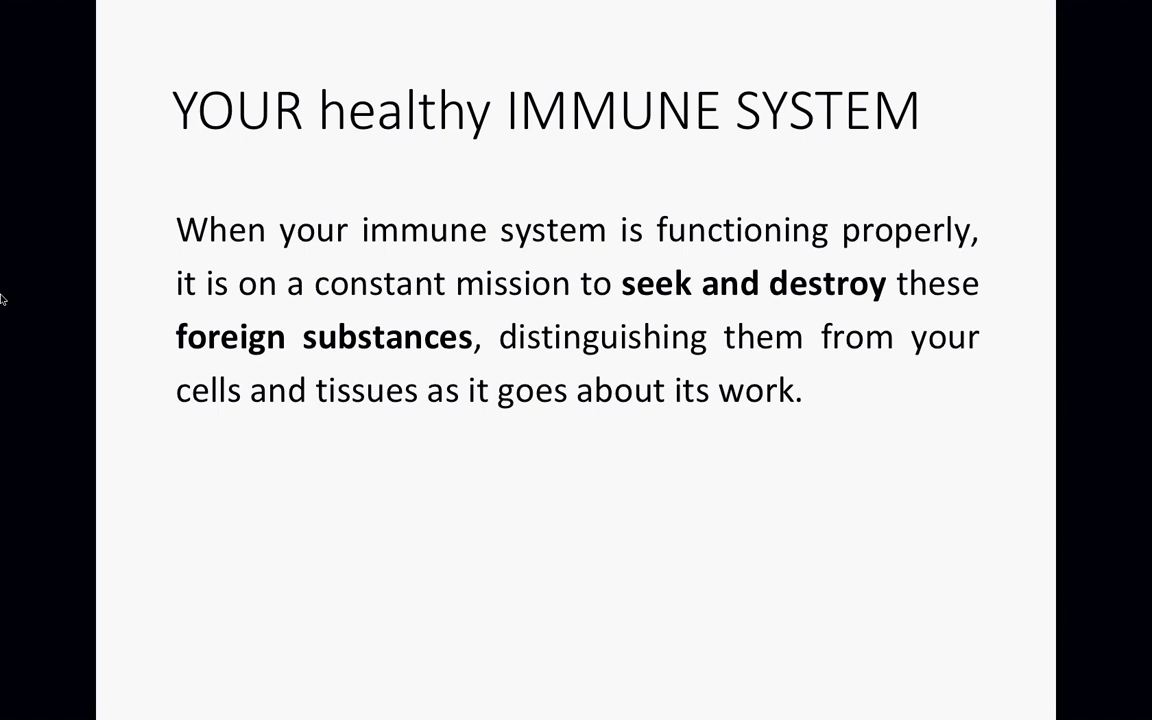 YOUR healthy IMMUNE SYSTEM
When your immune system is functioning properly,
it is on a constant mission to seek and destroy these
foreign substances, distinguishing them from your
cells and tissues as it goes about its work.